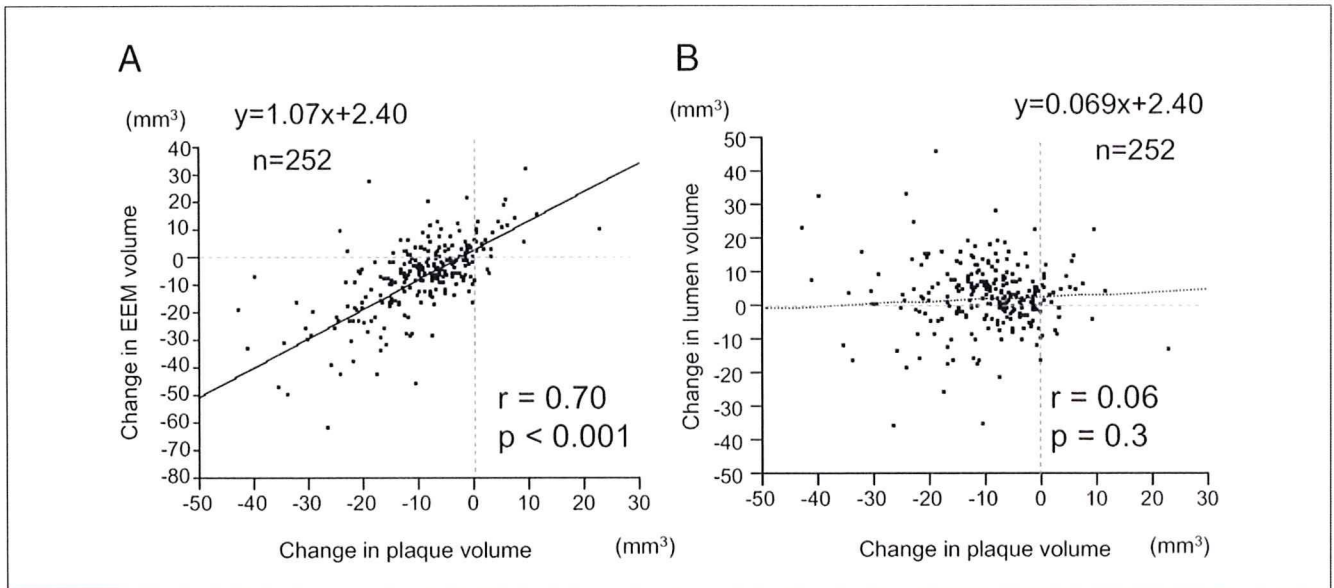 A
(mm³)
y=1.07x+2.40
n=252
40
30
20
10
0
-10
-20
-30
-40
-50
-60
-70
-80
Change in EEM volume
r = 0.70
p < 0.001
-50 -40 -30 -20 -10 0 10 20 30
Change in plaque volume (mm³)
B
(mm³)
y=0.069x+2.40
n=252
50
40
30
20
10
0
-10
-20
-30
-40
-50
Change in lumen volume
r = 0.06
p = 0.3
-50 -40 -30 -20 -10 0 10 20 30
Change in plaque volume (mm³)